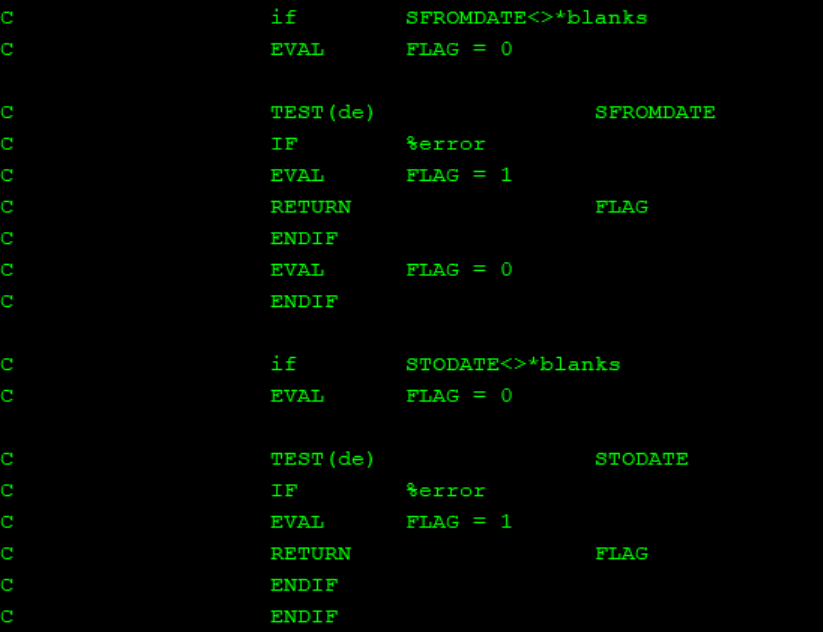 C                   if        SFROMDATE<>*blanks
C                   EVAL      FLAG = 0
C                   TEST(de)                SFROMDATE
C                   IF        %error
C                   EVAL      FLAG = 1
C                   RETURN                  FLAG
C                   ENDIF
C                   EVAL      FLAG = 0
C                   ENDIF
C                   if        STODATE<>*blanks
C                   EVAL      FLAG = 0
C                   TEST(de)                STODATE
C                   IF        %error
C                   EVAL      FLAG = 1
C                   RETURN                  FLAG
C                   ENDIF
C                   ENDIF